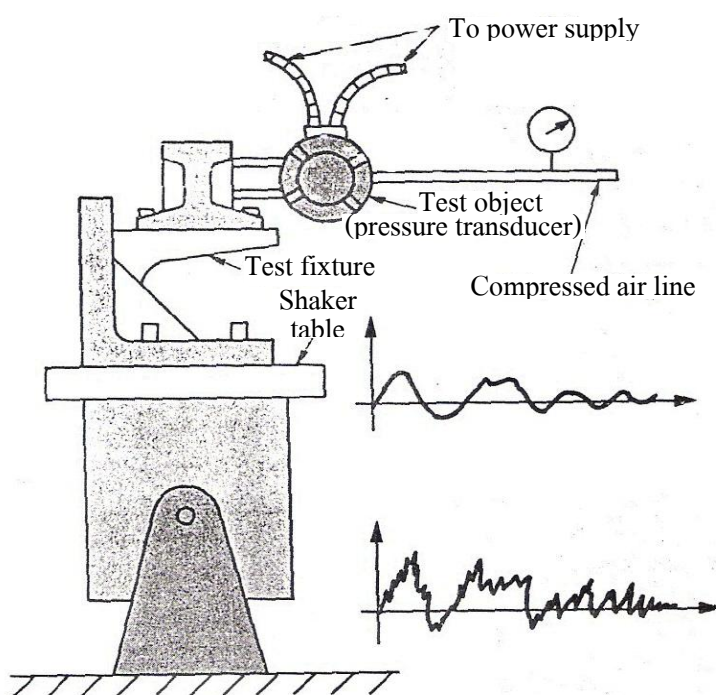 To power supply
Test object
(pressure transducer)
Test fixture
Compressed air line
Shaker
table